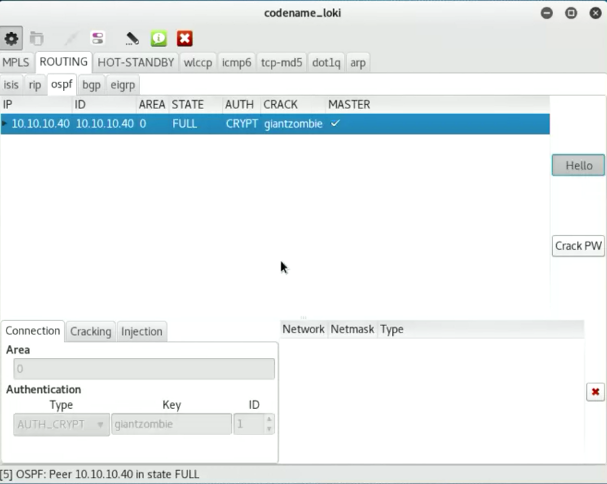 codename_loki
MPLS ROUTING HOT-STANDBY wlccp icmp6 tcp-md5 dot1q arp
isis rip ospf bgp eigrp
IP ID AREA STATE AUTH CRACK MASTER
10.10.10.40 10.10.10.40 0 FULL CRYPT giantzombie ✓
Hello
Crack PW
Connection Cracking Injection
Network Netmask Type
Area
0
Authentication
Type Key ID
AUTH_CRYPT giantzombie 1
[5] OSPF: Peer 10.10.10.40 in state FULL